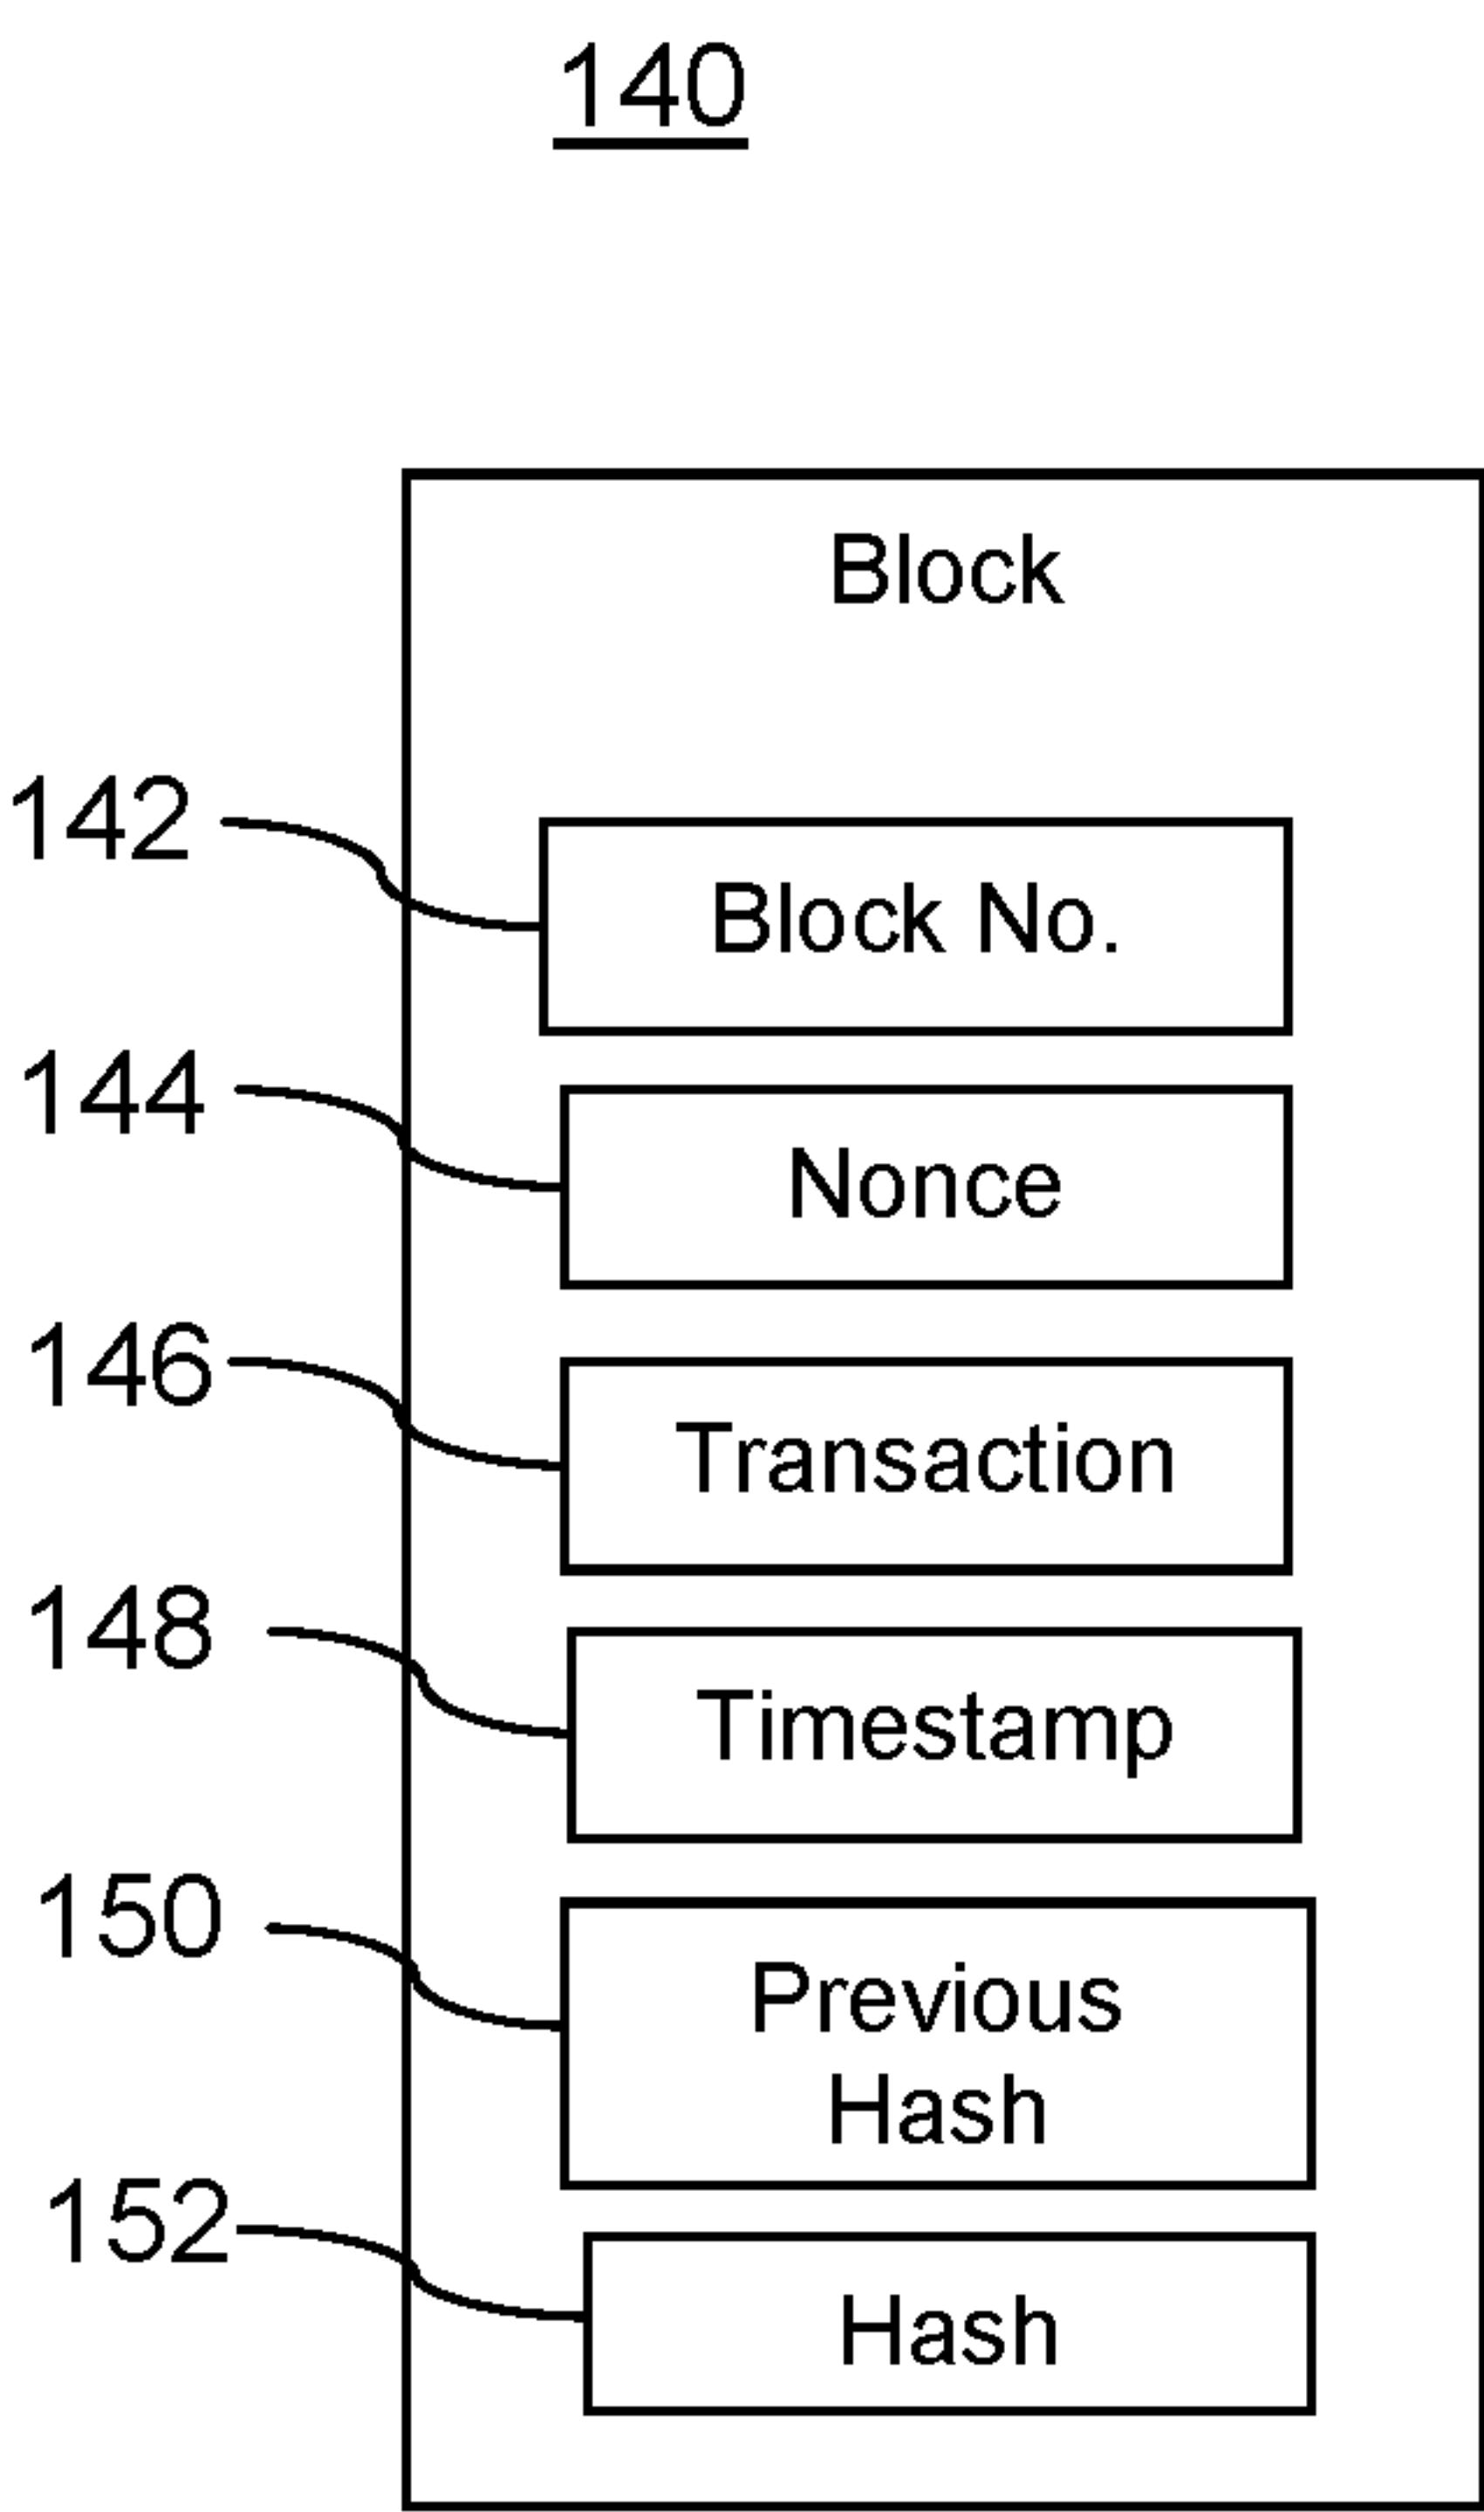 140
Block
142
Block No.
144
Nonce
146
Transaction
148
Timestamp
150
Previous
Hash
152
Hash